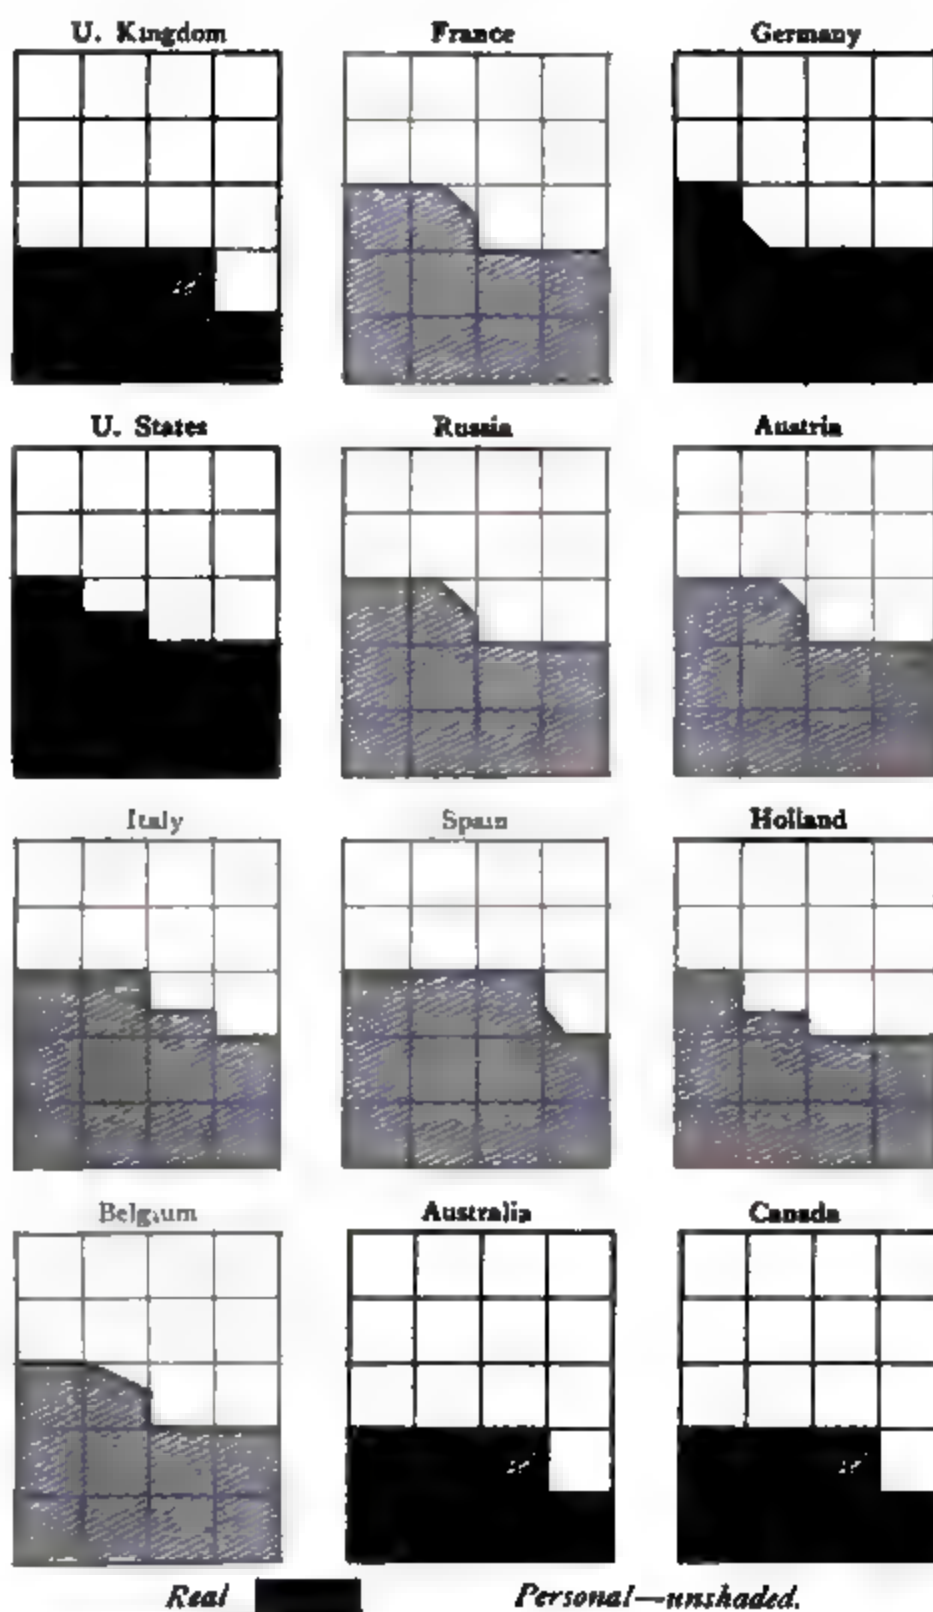 U. Kingdom
France
Germany
U. States
Russia
Austria
Italy
Spain
Holland
Belgium
Australia
Canada
Real
Personal—unshaded.